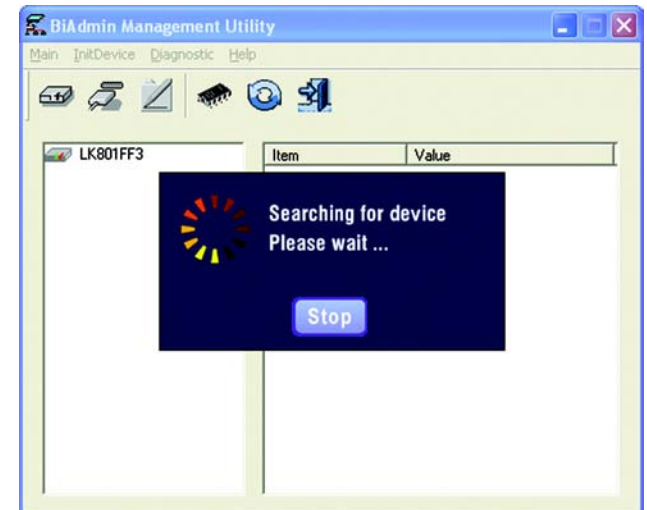 BiAdmin Management Utility
Main InitDevice Diagnostic Help
LK801FF3
Item Value
Searching for device
Please wait ...
Stop